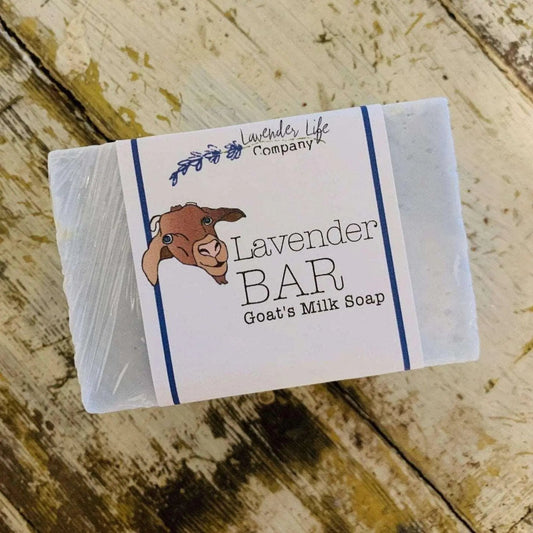 Lavender Life
Company
Lavender
BAR
Goat's Milk Soap